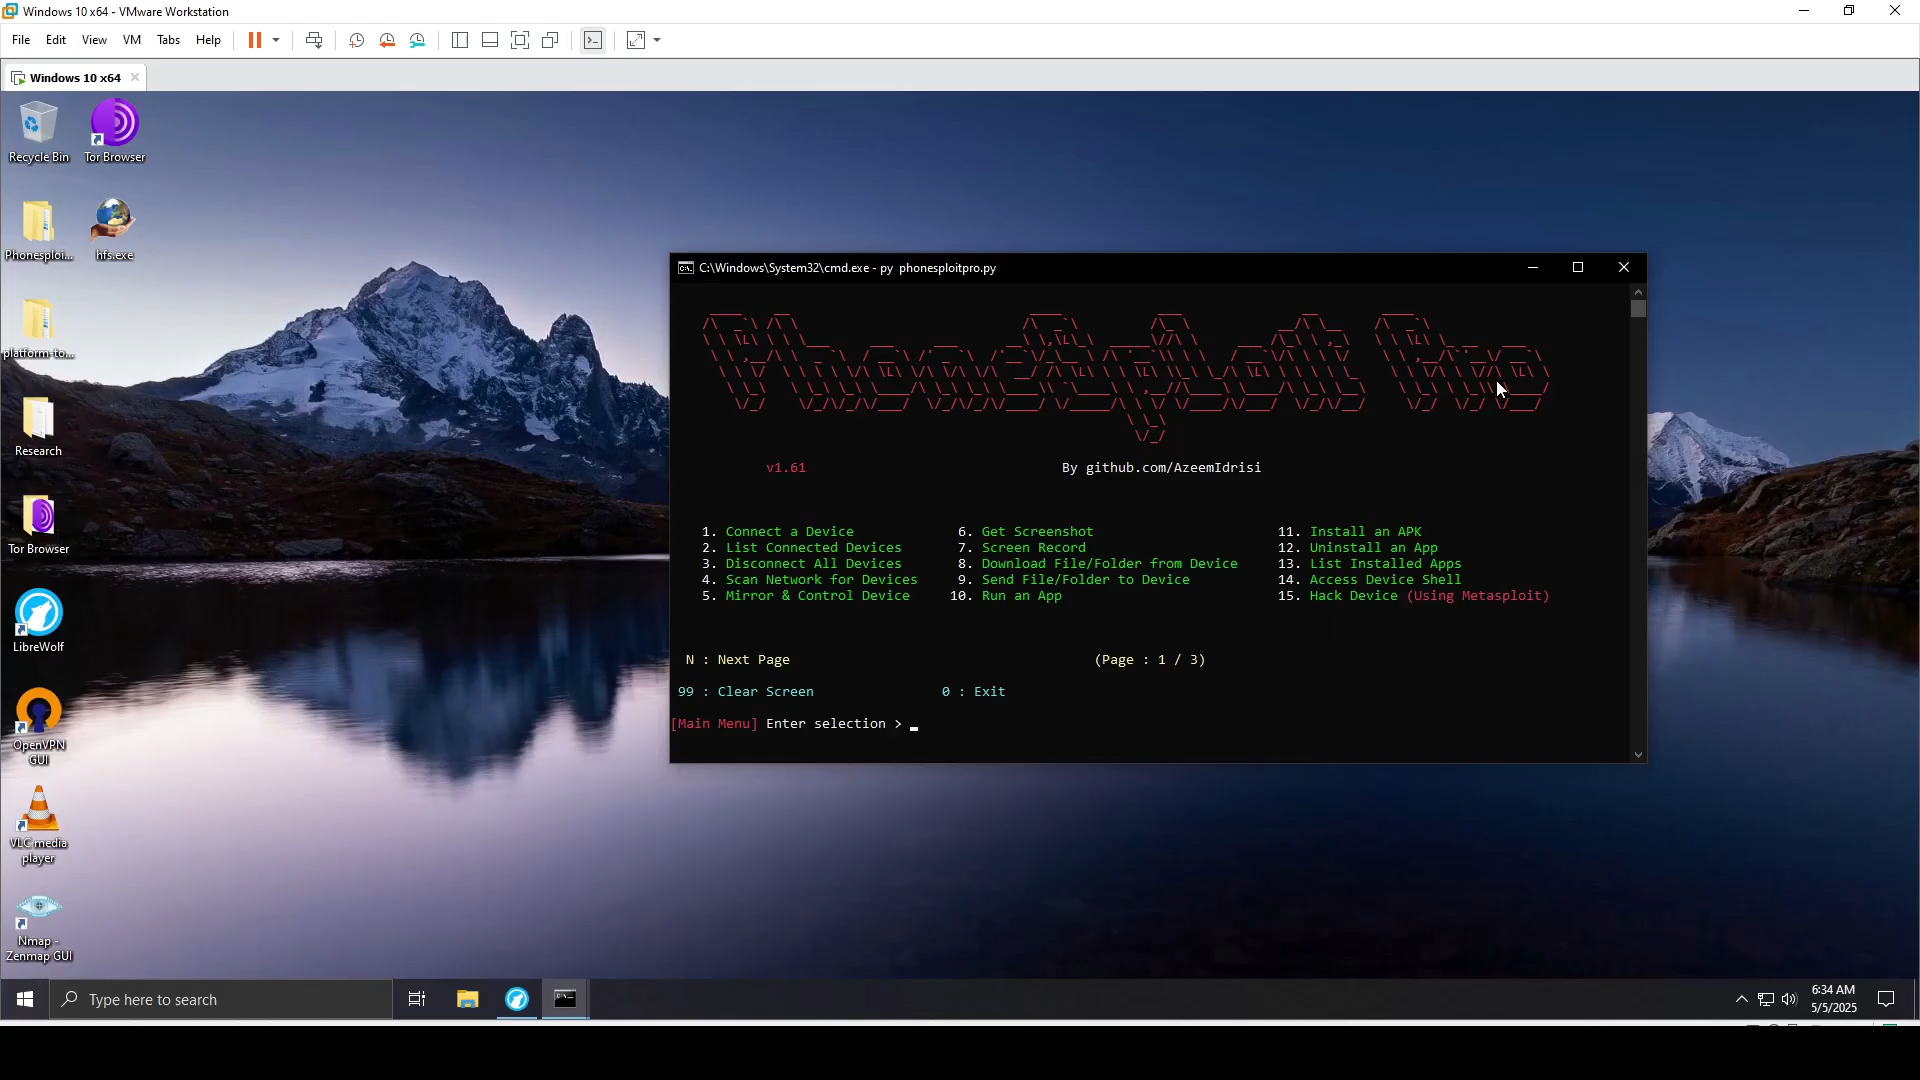 Windows 10 x64 - VMware Workstation
File Edit View VM Tabs Help
Windows 10 x64
Recycle Bin
Tor Browser
Phonesploi...
hfs.exe
platform-to...
Research
Tor Browser
LibreWolf
OpenVPN
GUI
VLC media
player
Nmap -
Zenmap GUI
C:\Windows\System32\cmd.exe - py phonesploitpro.py
PhoneSploit Pro
v1.61 By github.com/AzeemIdrisi
1. Connect a Device 6. Get Screenshot 11. Install an APK
2. List Connected Devices 7. Screen Record 12. Uninstall an App
3. Disconnect All Devices 8. Download File/Folder from Device 13. List Installed Apps
4. Scan Network for Devices 9. Send File/Folder to Device 14. Access Device Shell
5. Mirror & Control Device 10. Run an App 15. Hack Device (Using Metasploit)
N : Next Page (Page : 1 / 3)
99 : Clear Screen 0 : Exit
[Main Menu] Enter selection > _
Type here to search
6:34 AM
5/5/2025